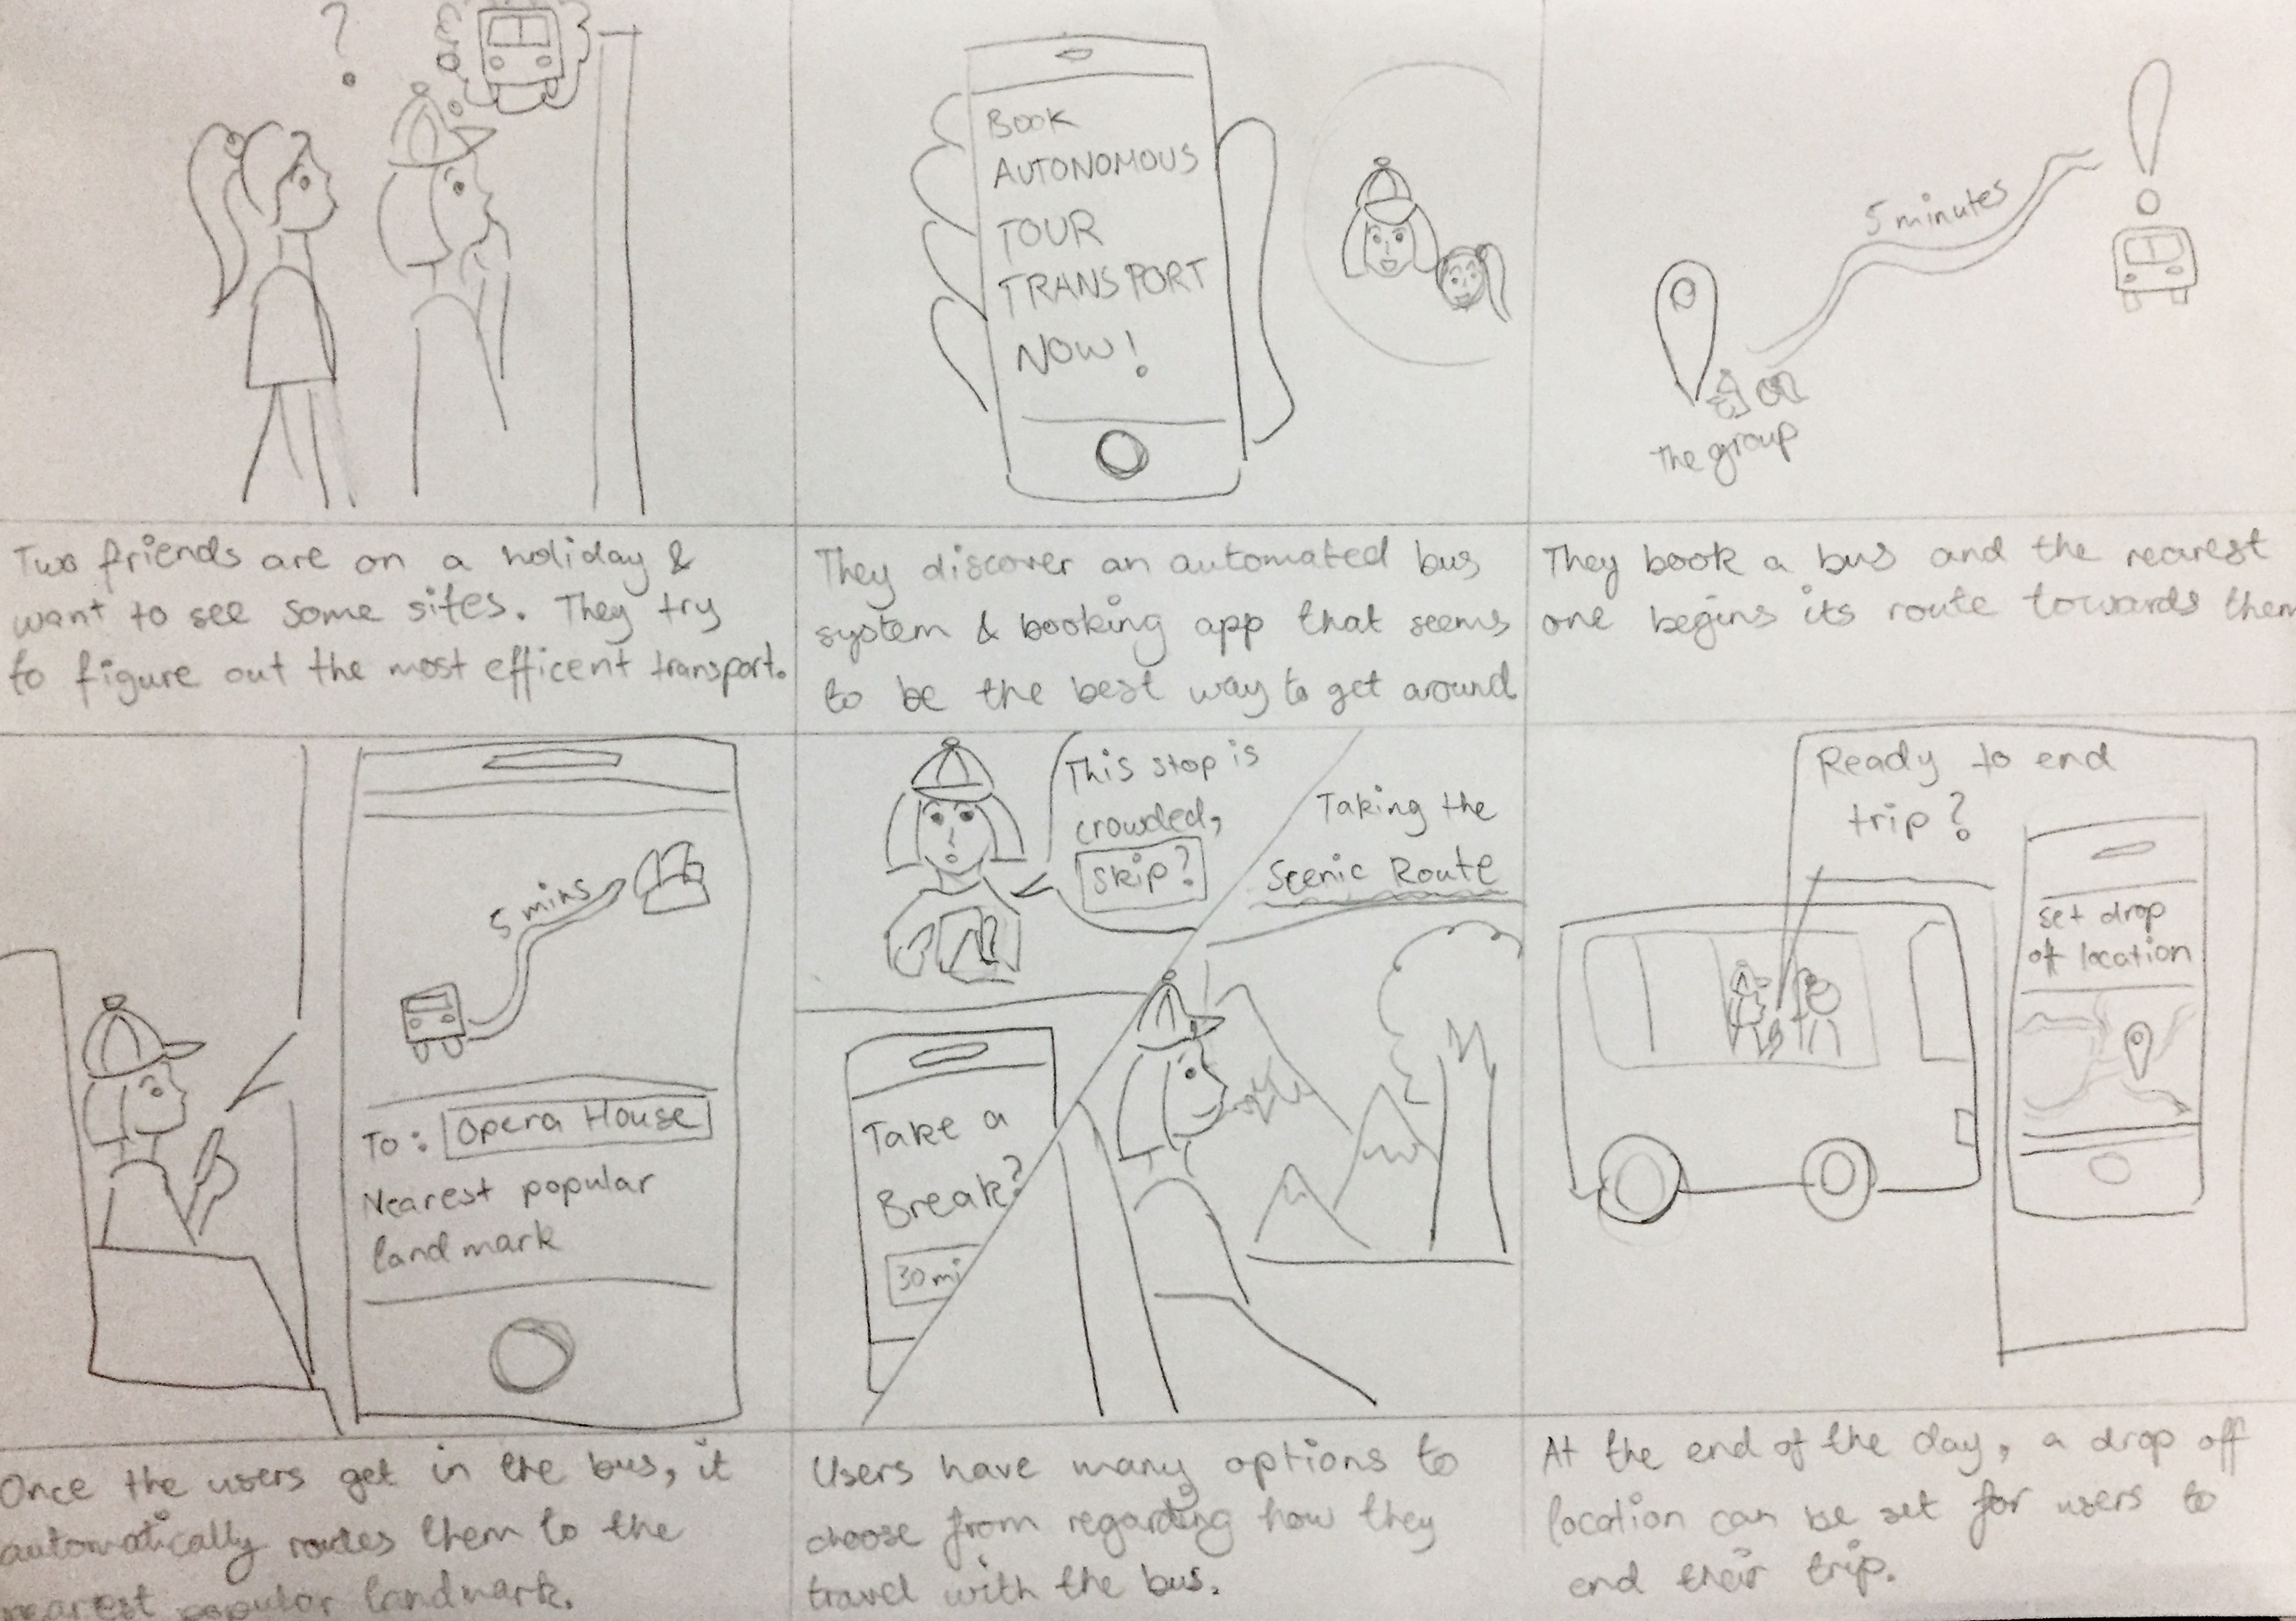 ?
BOOK
AUTONOMOUS
TOUR
TRANSPORT
NOW!
5 minutes
The group
Two friends are on a holiday &
want to see some sites. They try
to figure out the most efficent transport.
They discover an automated bus
system & booking app that seems
to be the best way to get around
They book a bus and the nearest
one begins its route towards them
5 mins
To: Opera House
Nearest popular
landmark
This stop is
crowded,
skip?
Taking the
Scenic Route
Take a
Break?
30 mi
Ready to end
trip?
set drop
off location
Once the users get in the bus, it
automatically routes them to the
nearest popular landmark.
Users have many options to
choose from regarding how they
travel with the bus.
At the end of the day, a drop off
location can be set for users to
end their trip.